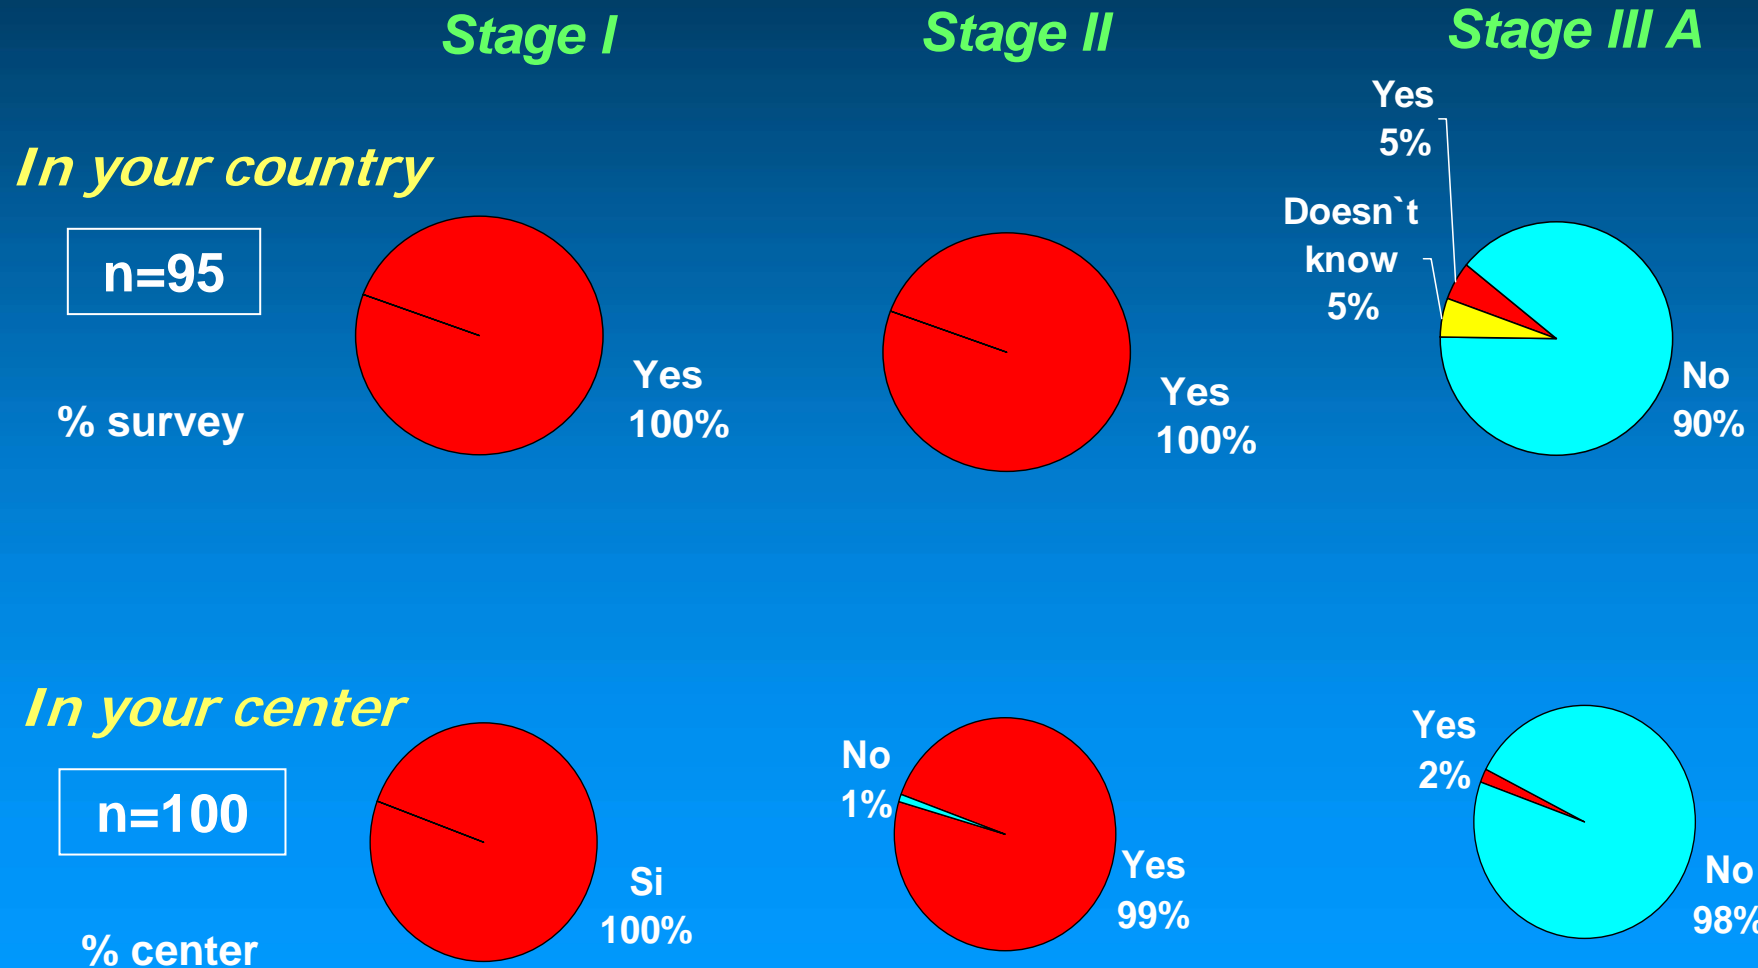 Stage I
Stage II
Stage III A
In your country
n=95
% survey
Yes
100%
Yes
100%
Yes
5%
Doesn`t
know
5%
No
90%
In your center
n=100
% center
Si
100%
No
1%
Yes
99%
Yes
2%
No
98%